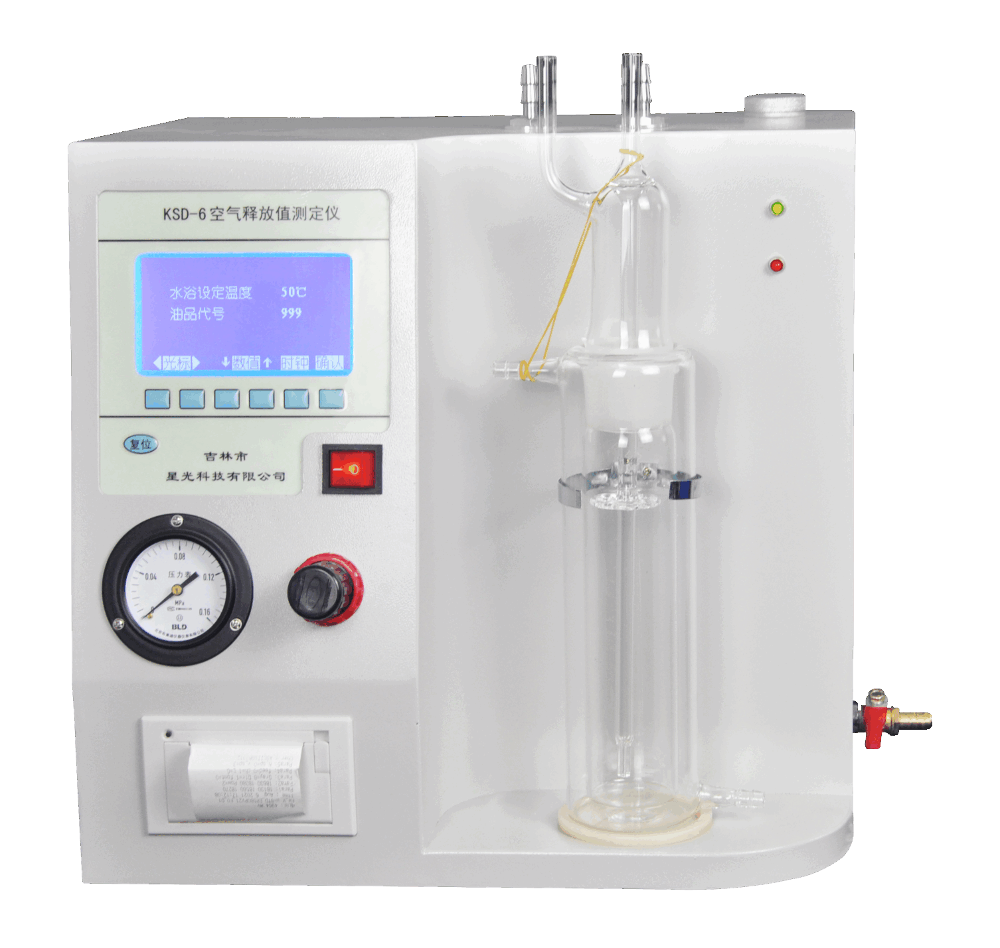 KSD-6空气释放值测定仪
水浴设定温度 50℃
油品代号 999
光标 数值 时钟 确认
复位
吉林市
星光科技有限公司
0.08
0.04 压力表 0.12
MPa
0 0.16
BLD